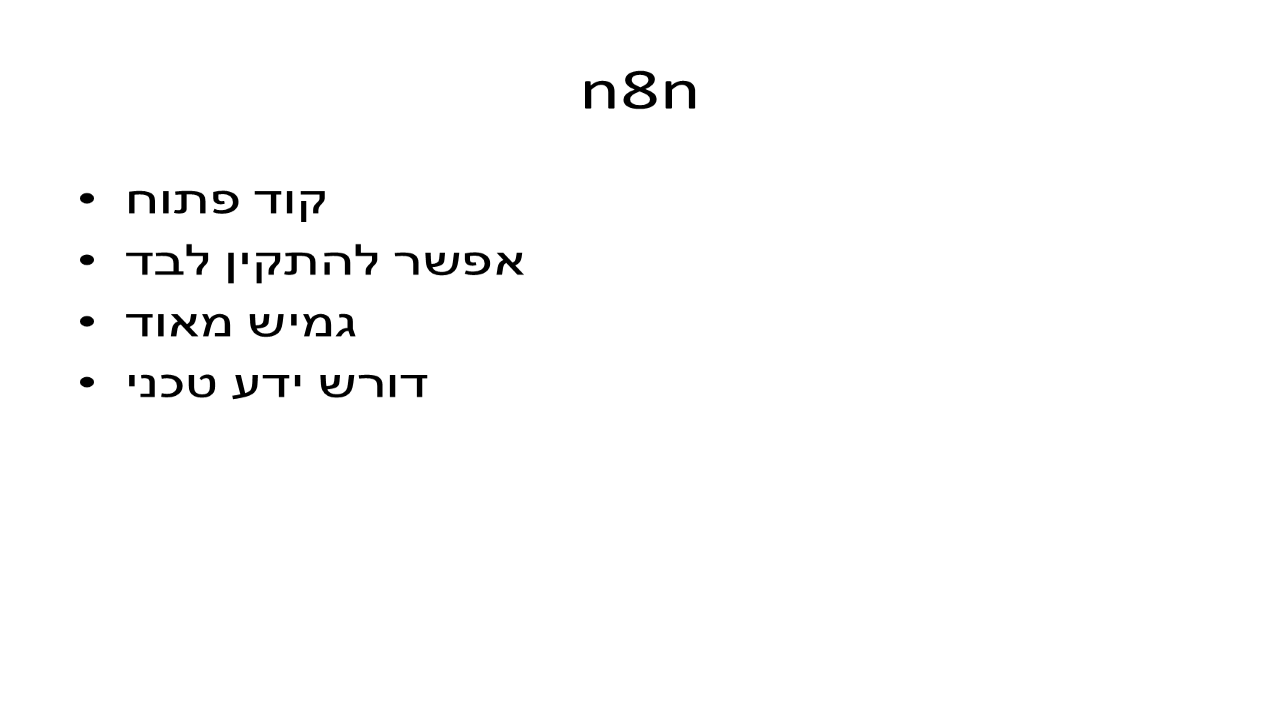 n8n
• קוד פתוח
• אפשר להתקין לבד
• גמיש מאוד
• דורש ידע טכני